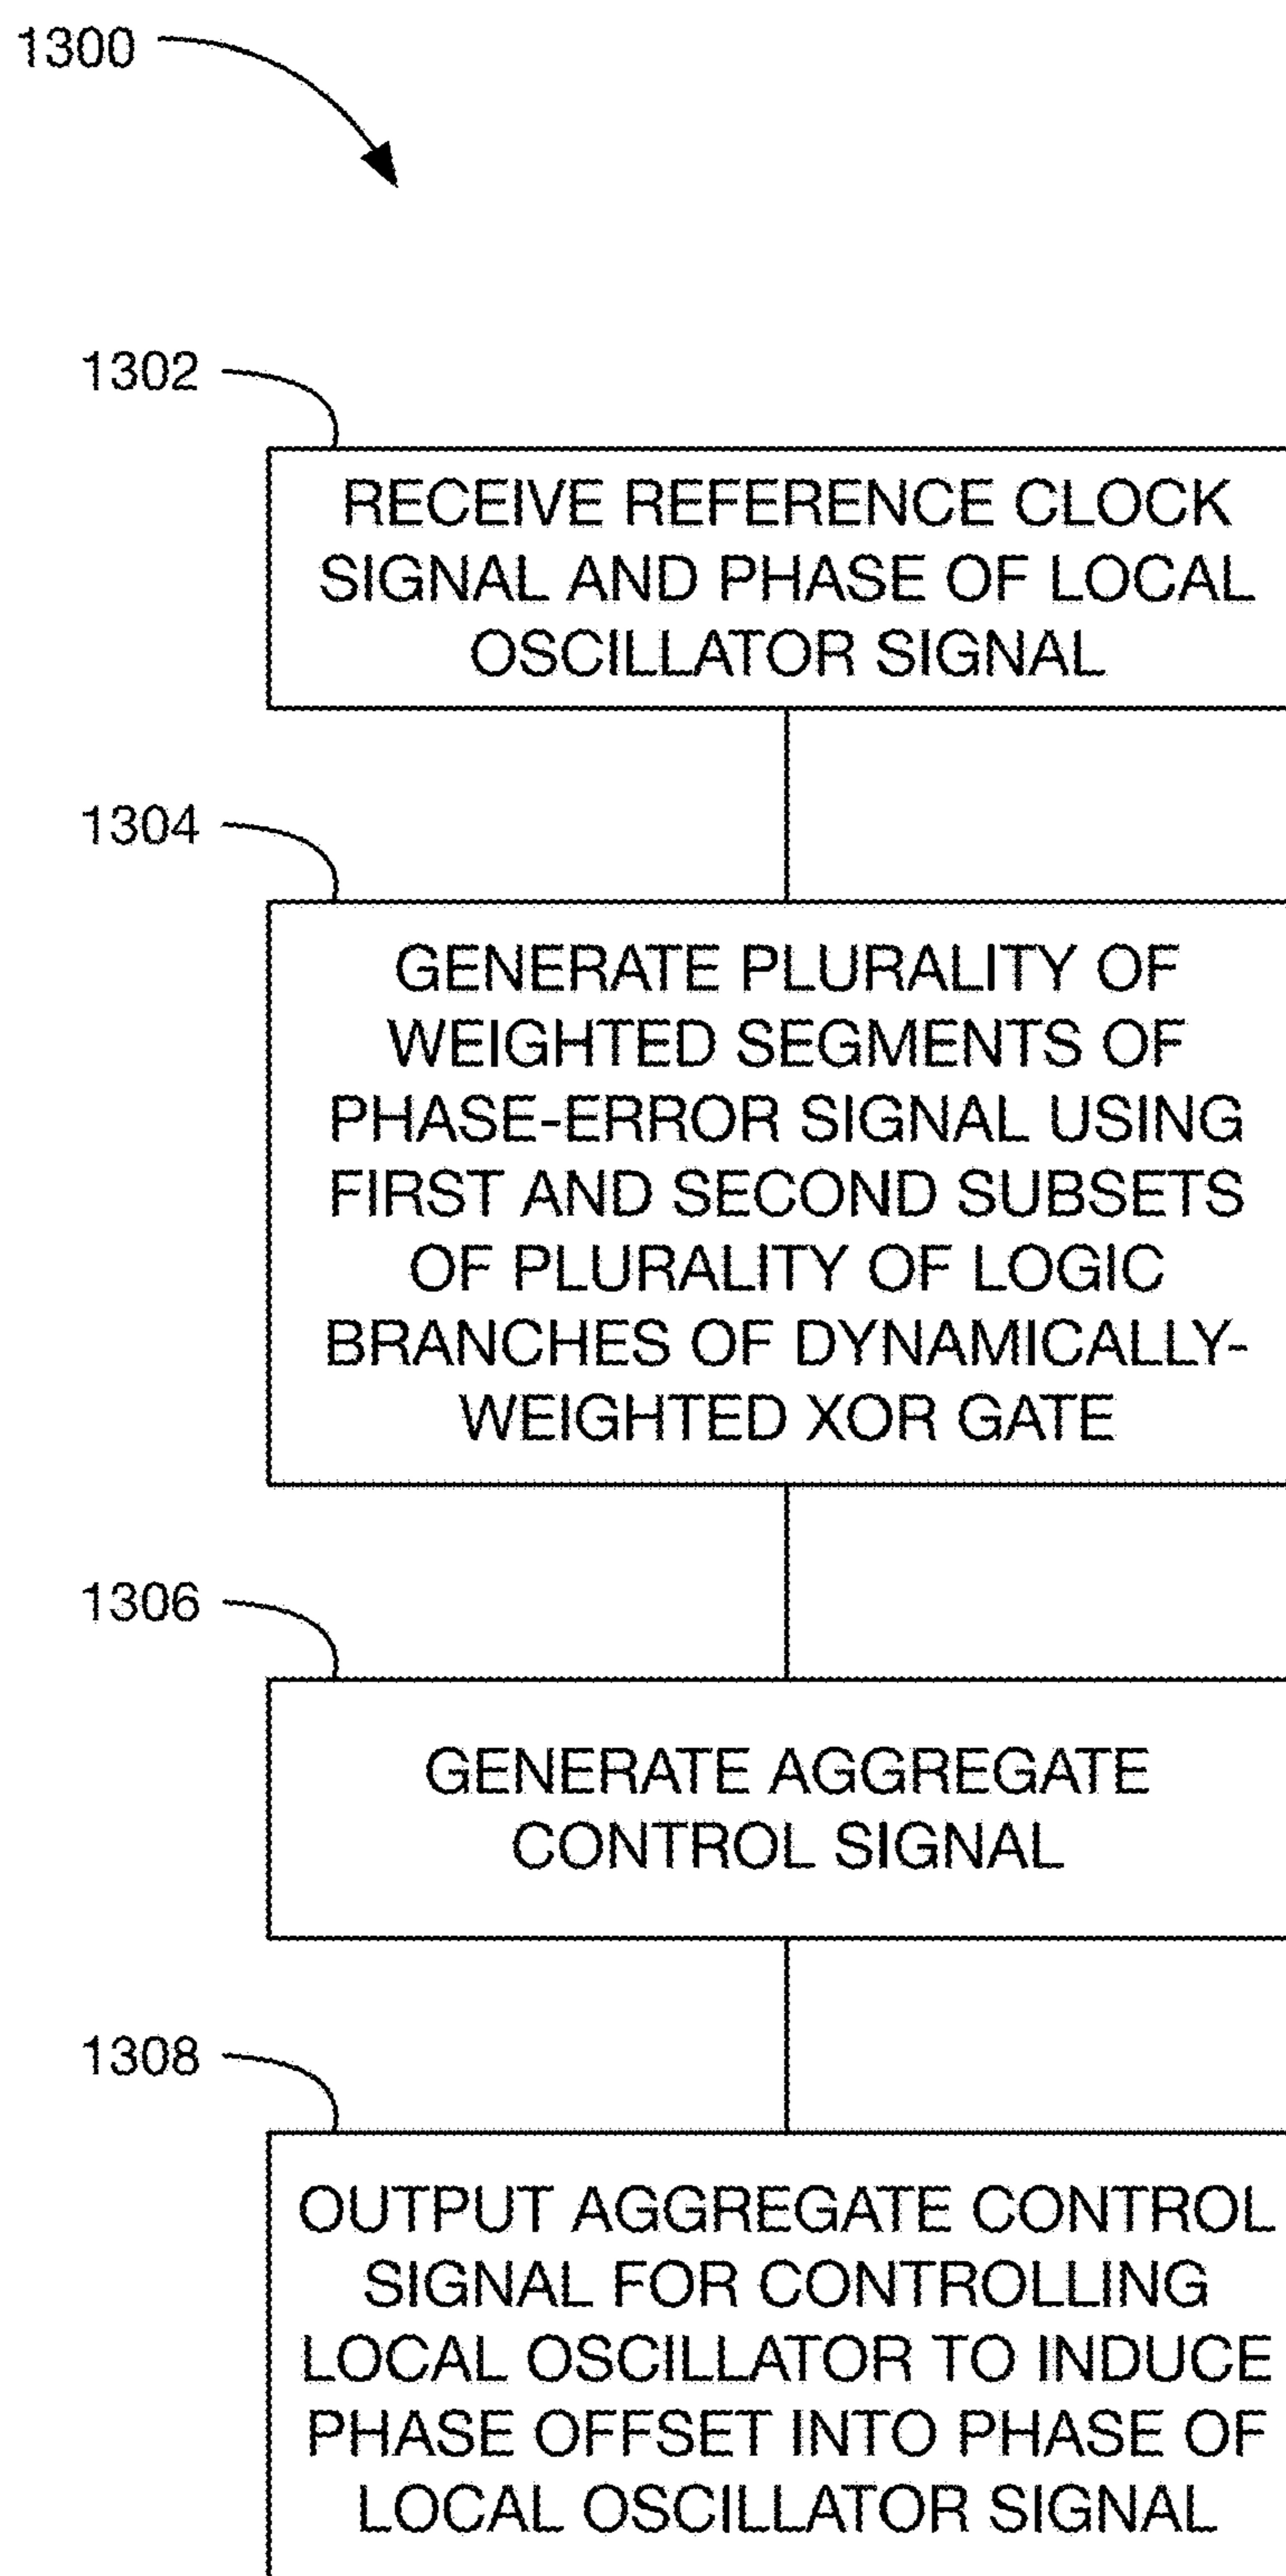 1300
1302
RECEIVE REFERENCE CLOCK
SIGNAL AND PHASE OF LOCAL
OSCILLATOR SIGNAL
1304
GENERATE PLURALITY OF
WEIGHTED SEGMENTS OF
PHASE-ERROR SIGNAL USING
FIRST AND SECOND SUBSETS
OF PLURALITY OF LOGIC
BRANCHES OF DYNAMICALLY-
WEIGHTED XOR GATE
1306
GENERATE AGGREGATE
CONTROL SIGNAL
1308
OUTPUT AGGREGATE CONTROL
SIGNAL FOR CONTROLLING
LOCAL OSCILLATOR TO INDUCE
PHASE OFFSET INTO PHASE OF
LOCAL OSCILLATOR SIGNAL